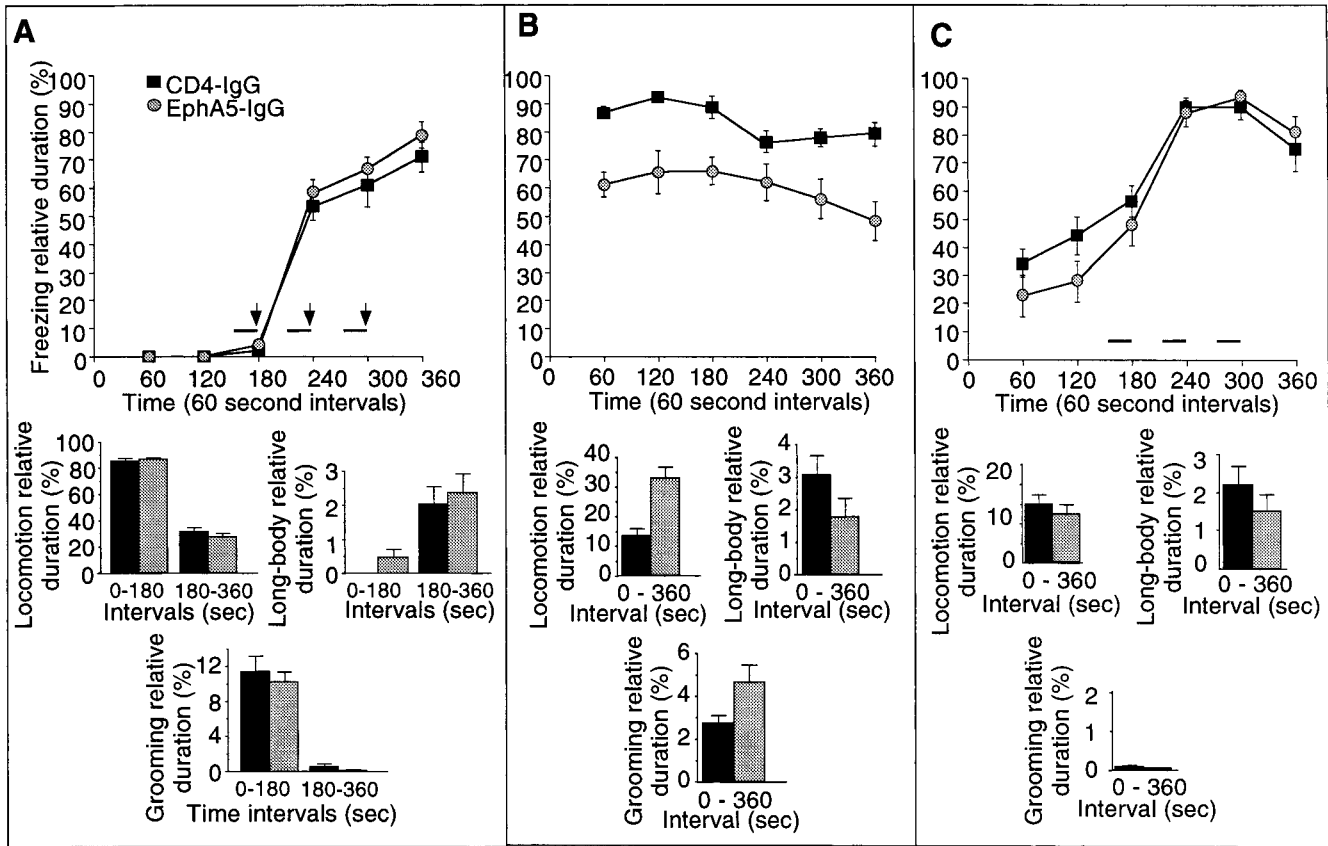 A
Freezing relative duration (%)
100
90
80
70
60
50
40
30
20
10
0
CD4-IgG
EphA5-IgG
0 60 120 180 240 300 360
Time (60 second intervals)
Locomotion relative
duration (%)
100
80
60
40
20
0
0-180 180-360
Intervals (sec)
Long-body relative
duration (%)
3
2
1
0
0-180 180-360
Intervals (sec)
Grooming relative
duration (%)
12
8
4
0
0-180 180-360
Time intervals (sec)
B
100
90
80
70
60
50
40
30
20
10
0
0 60 120 180 240 300 360
Time (60 second intervals)
Locomotion relative
duration (%)
40
30
20
10
0
0 - 360
Interval (sec)
Long-body relative
duration (%)
4
3
2
1
0
0 - 360
Interval (sec)
Grooming relative
duration (%)
6
4
2
0
0 - 360
Interval (sec)
C
100
90
80
70
60
50
40
30
20
10
0
0 60 120 180 240 300 360
Time (60 second intervals)
Locomotion relative
duration (%)
20
15
10
0
0 - 360
Interval (sec)
Long-body relative
duration (%)
3
2
1
0
0 - 360
Interval (sec)
Grooming relative
duration (%)
2
1
0
0 - 360
Interval (sec)